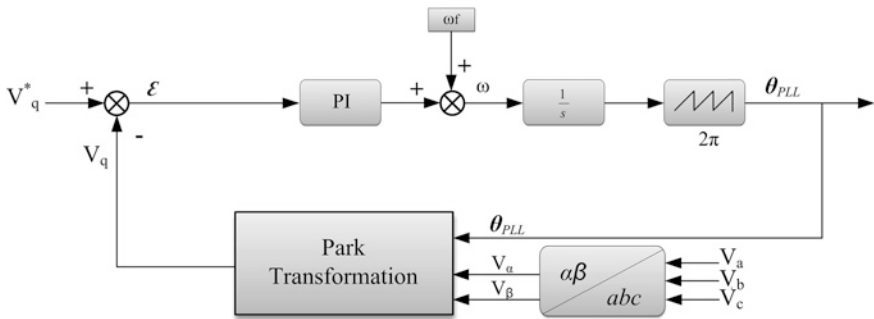 ωf
V*q
+
ε
PI
+
+
ω
1/s
2π
θPLL
-
Vq
Park
Transformation
θPLL
Vα
Vβ
αβ
abc
Va
Vb
Vc